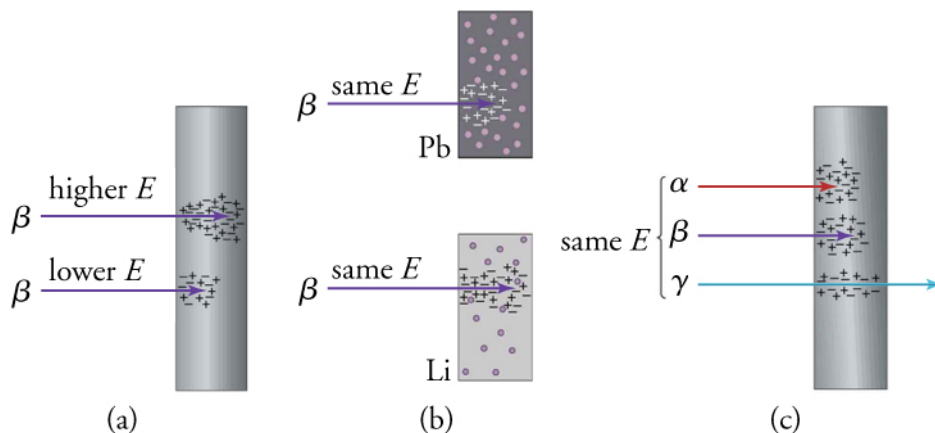 β higher E
β lower E
(a)
β same E
Pb
β same E
Li
(b)
same E
α
β
γ
(c)